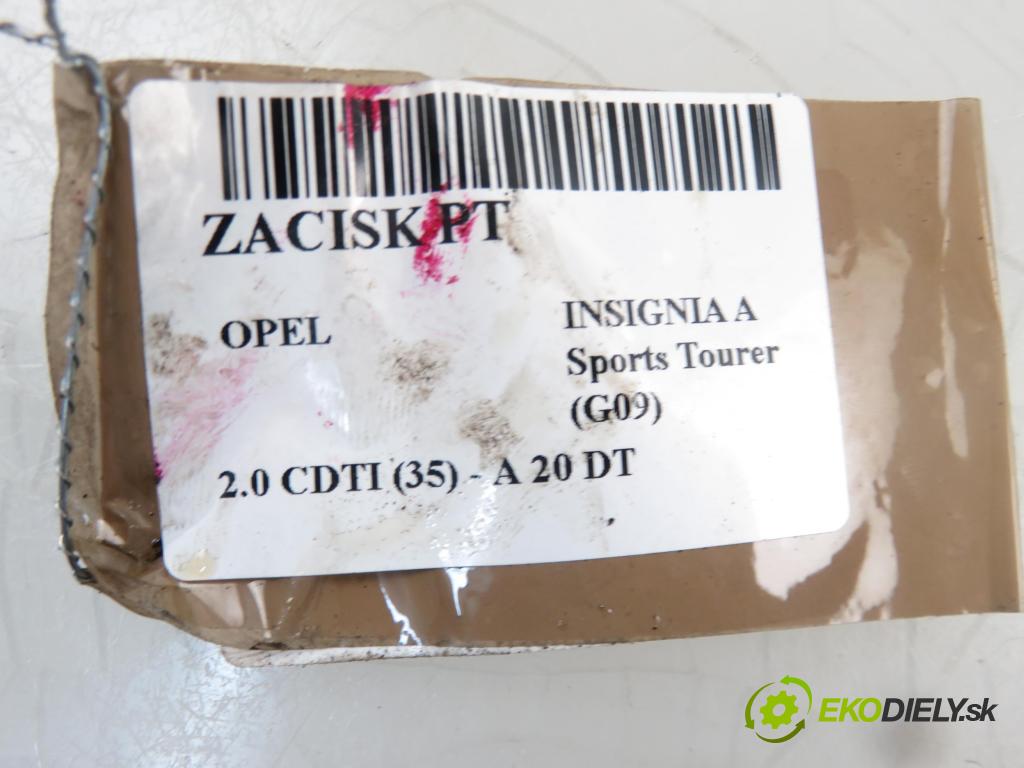 ZACISK PT
OPEL
INSIGNIA A
Sports Tourer
(G09)
2.0 CDTI (35) - A 20 DT
EKODIELY.sk